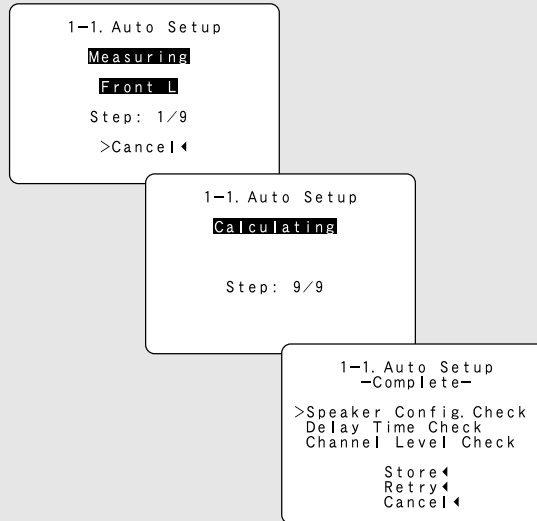 1-1. Auto Setup
Measuring
Front L
Step: 1/9
>Cancel◀
1-1. Auto Setup
Calculating
Step: 9/9
1-1. Auto Setup
-Complete-
>Speaker Config. Check
Delay Time Check
Channel Level Check
Store◀
Retry◀
Cancel◀